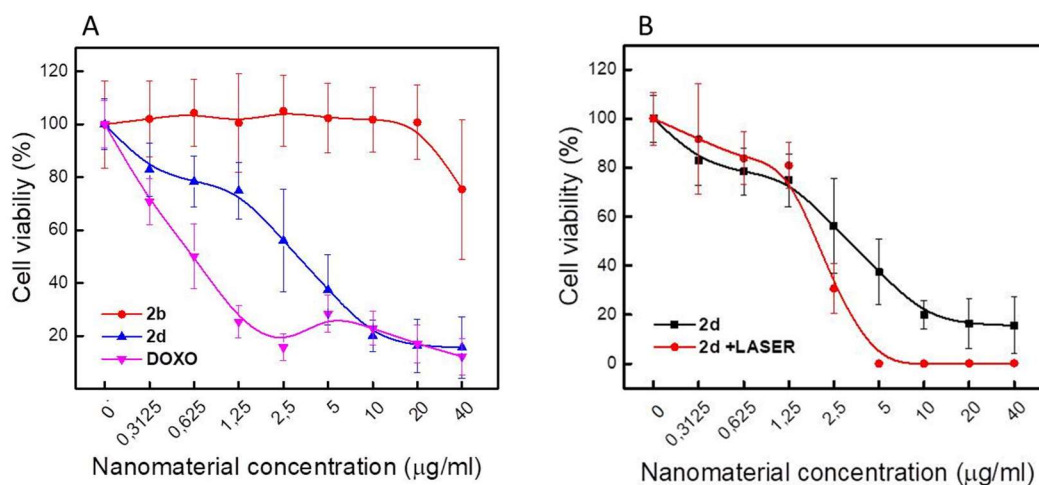 A
Cell viabiliy (%)
120
100
80
60
40
20
0
2b
2d
DOXO
0
0,3125
0,625
1,25
2,5
5
10
20
40
Nanomaterial concentration (μg/ml)
B
Cell viability (%)
120
100
80
60
40
20
0
2d
2d +LASER
0
0,3125
0,625
1,25
2,5
5
10
20
40
Nanomaterial concentration (μg/ml)